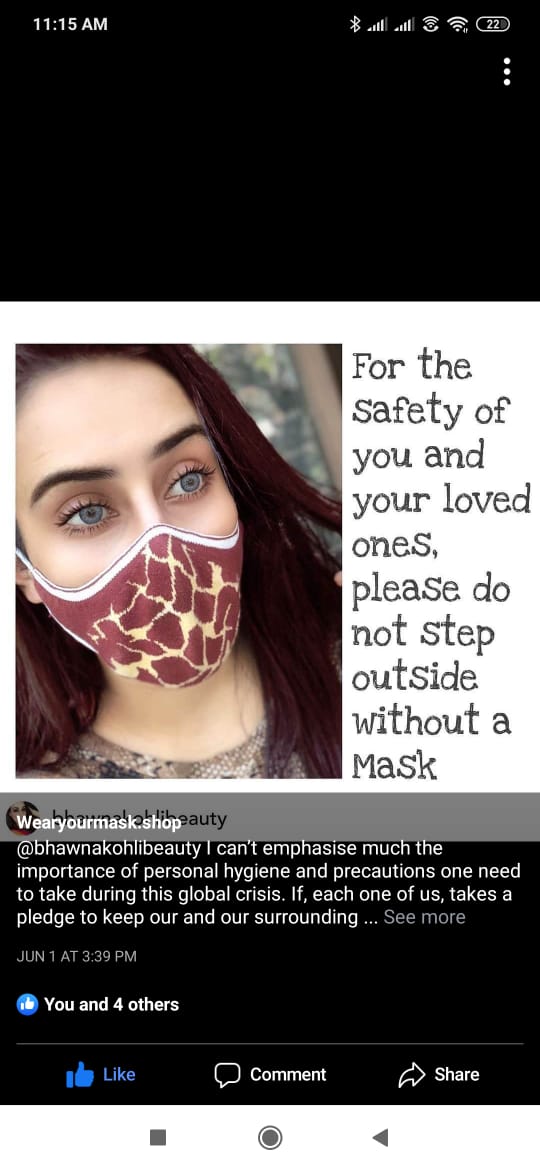 11:15 AM
22
For the
safety of
you and
your loved
ones,
please do
not step
outside
without a
Mask
bhawnakohlibeauty
Wearyourmask.shop
@bhawnakohlibeauty I can't emphasise much the
importance of personal hygiene and precautions one need
to take during this global crisis. If, each one of us, takes a
pledge to keep our and our surrounding ... See more
JUN 1 AT 3:39 PM
You and 4 others
Like Comment Share